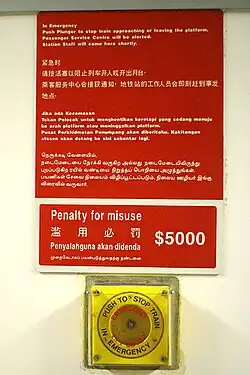 In Emergency
Push Plunger to stop train approaching or leaving the platform.
Passenger Service Centre will be alerted.
Station Staff will come here shortly.
紧急时
请按活塞以阻止列车开入或开出月台.
乘客服务中心会接获通知,地铁站的工作人员会即刻赶到事发
地点.
Jika ada Kecemasan
Tekan Pelocok untuk menghentikan keretapi yang sedang menuju
ke arah platform atau meninggalkan platform.
Pusat Perkhidmatan Penumpang akan diberitahu. Kakitangan
stesen akan datang ke sini sebentar lagi.
நெருக்கடி வேளையில்,
Penalty for misuse
滥用必罚
Penyalahguna akan didenda
$5000
PUSH TO STOP TRAIN
IN EMERGENCY